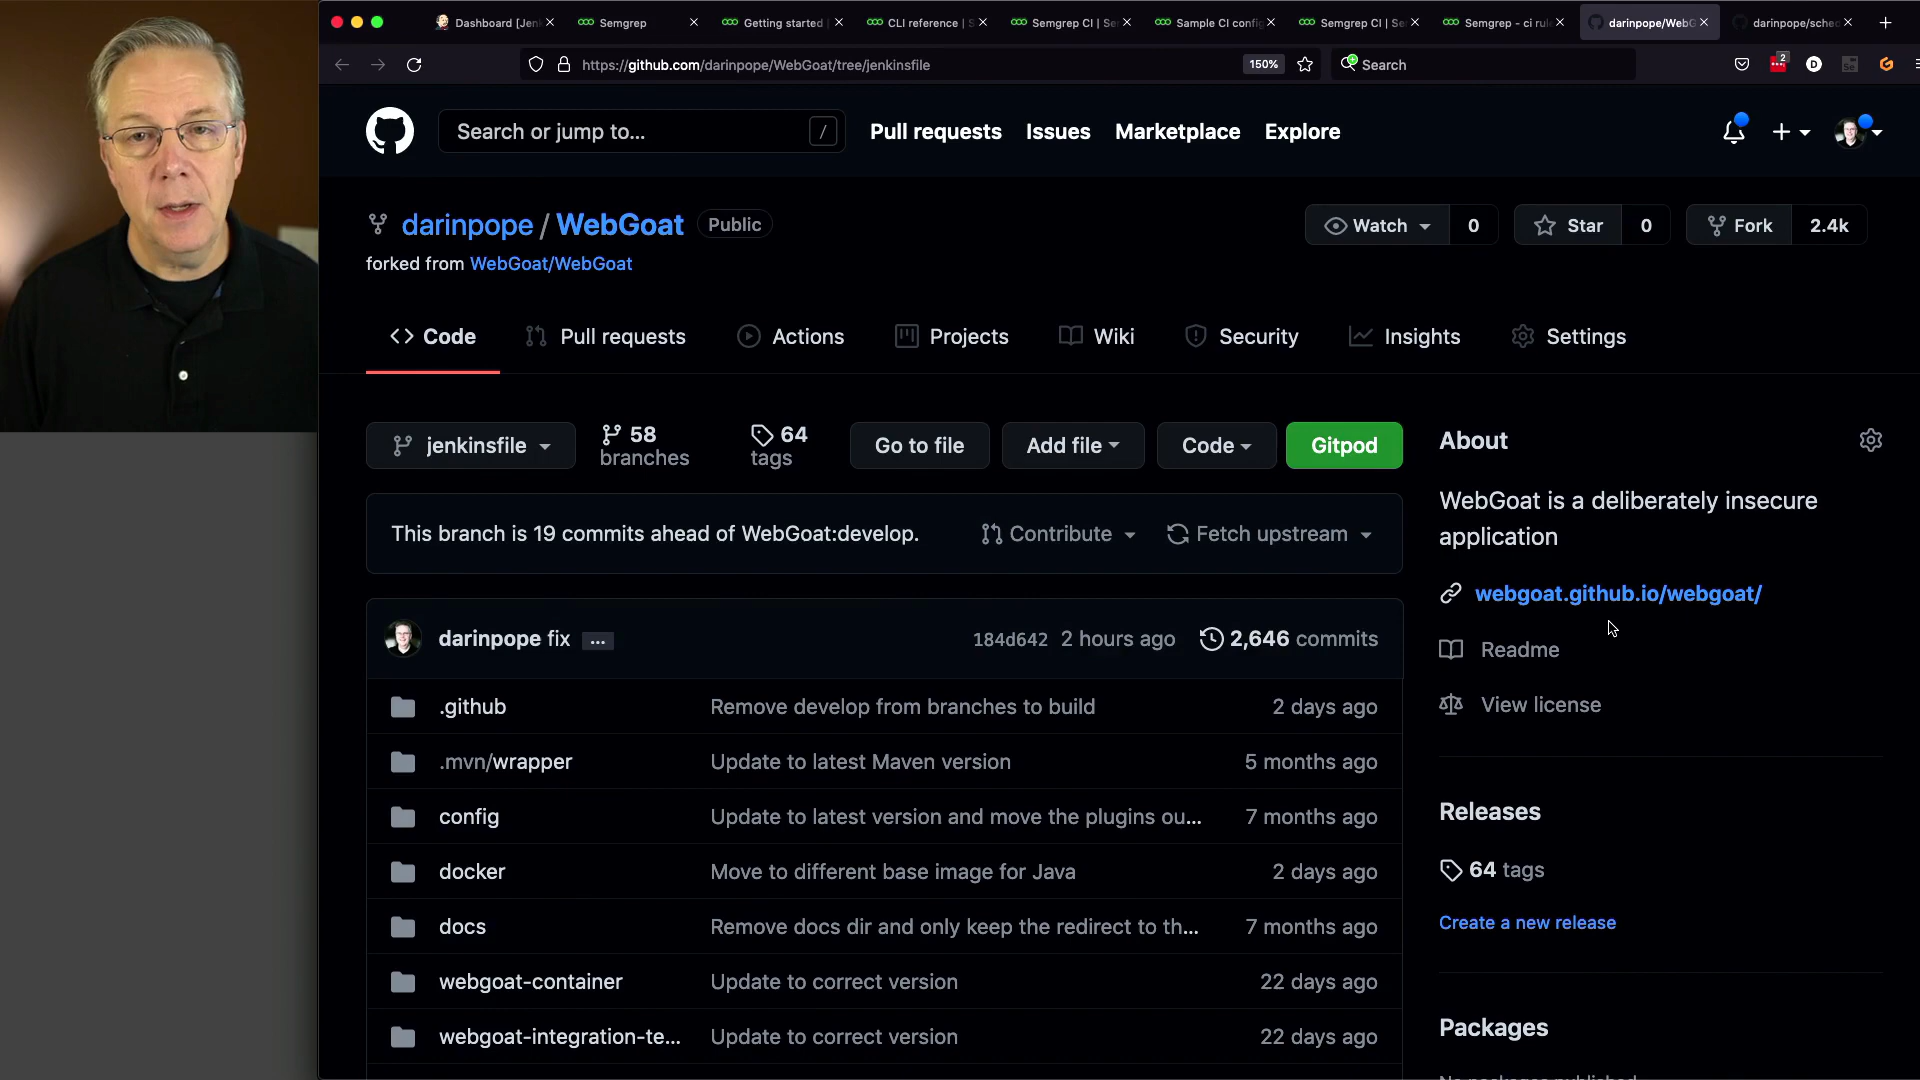 Dashboard [Jen
Semgrep
Getting started |
CLI reference | S
Semgrep CI | Se
Sample CI config
Semgrep CI | Se
Semgrep - ci rul
darinpope/WebG
darinpope/sche
https://github.com/darinpope/WebGoat/tree/jenkinsfile
150%
Search
2
D
Se
G
Search or jump to...
/
Pull requests
Issues
Marketplace
Explore
darinpope / WebGoat
Public
Watch
0
Star
0
Fork
2.4k
forked from WebGoat/WebGoat
Code
Pull requests
Actions
Projects
Wiki
Security
Insights
Settings
jenkinsfile
58
branches
64
tags
Go to file
Add file
Code
Gitpod
About
This branch is 19 commits ahead of WebGoat:develop.
Contribute
Fetch upstream
WebGoat is a deliberately insecure
application
webgoat.github.io/webgoat/
Readme
View license
darinpope fix ...
184d642 2 hours ago
2,646 commits
.github
Remove develop from branches to build
2 days ago
.mvn/wrapper
Update to latest Maven version
5 months ago
config
Update to latest version and move the plugins ou...
7 months ago
docker
Move to different base image for Java
2 days ago
docs
Remove docs dir and only keep the redirect to th...
7 months ago
webgoat-container
Update to correct version
22 days ago
webgoat-integration-te...
Update to correct version
22 days ago
Releases
64 tags
Create a new release
Packages
No packages published